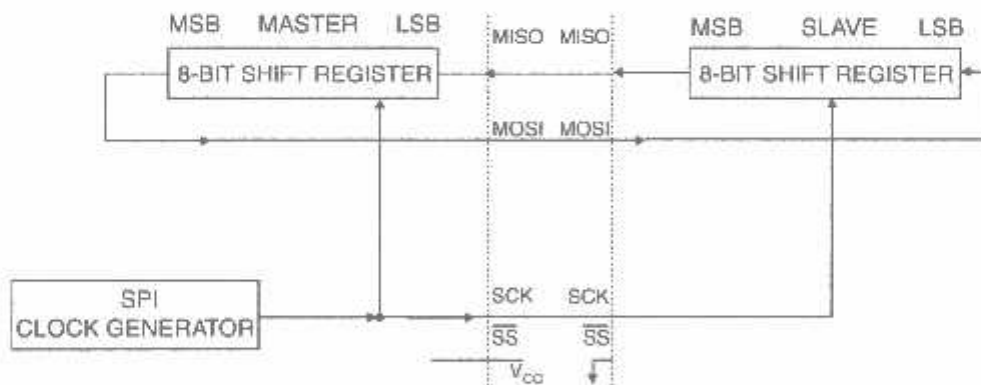 MSB MASTER LSB
8-BIT SHIFT REGISTER
MISO MISO
MSB SLAVE LSB
8-BIT SHIFT REGISTER
MOSI MOSI
SPI
CLOCK GENERATOR
SCK SCK
SS SS
VCC